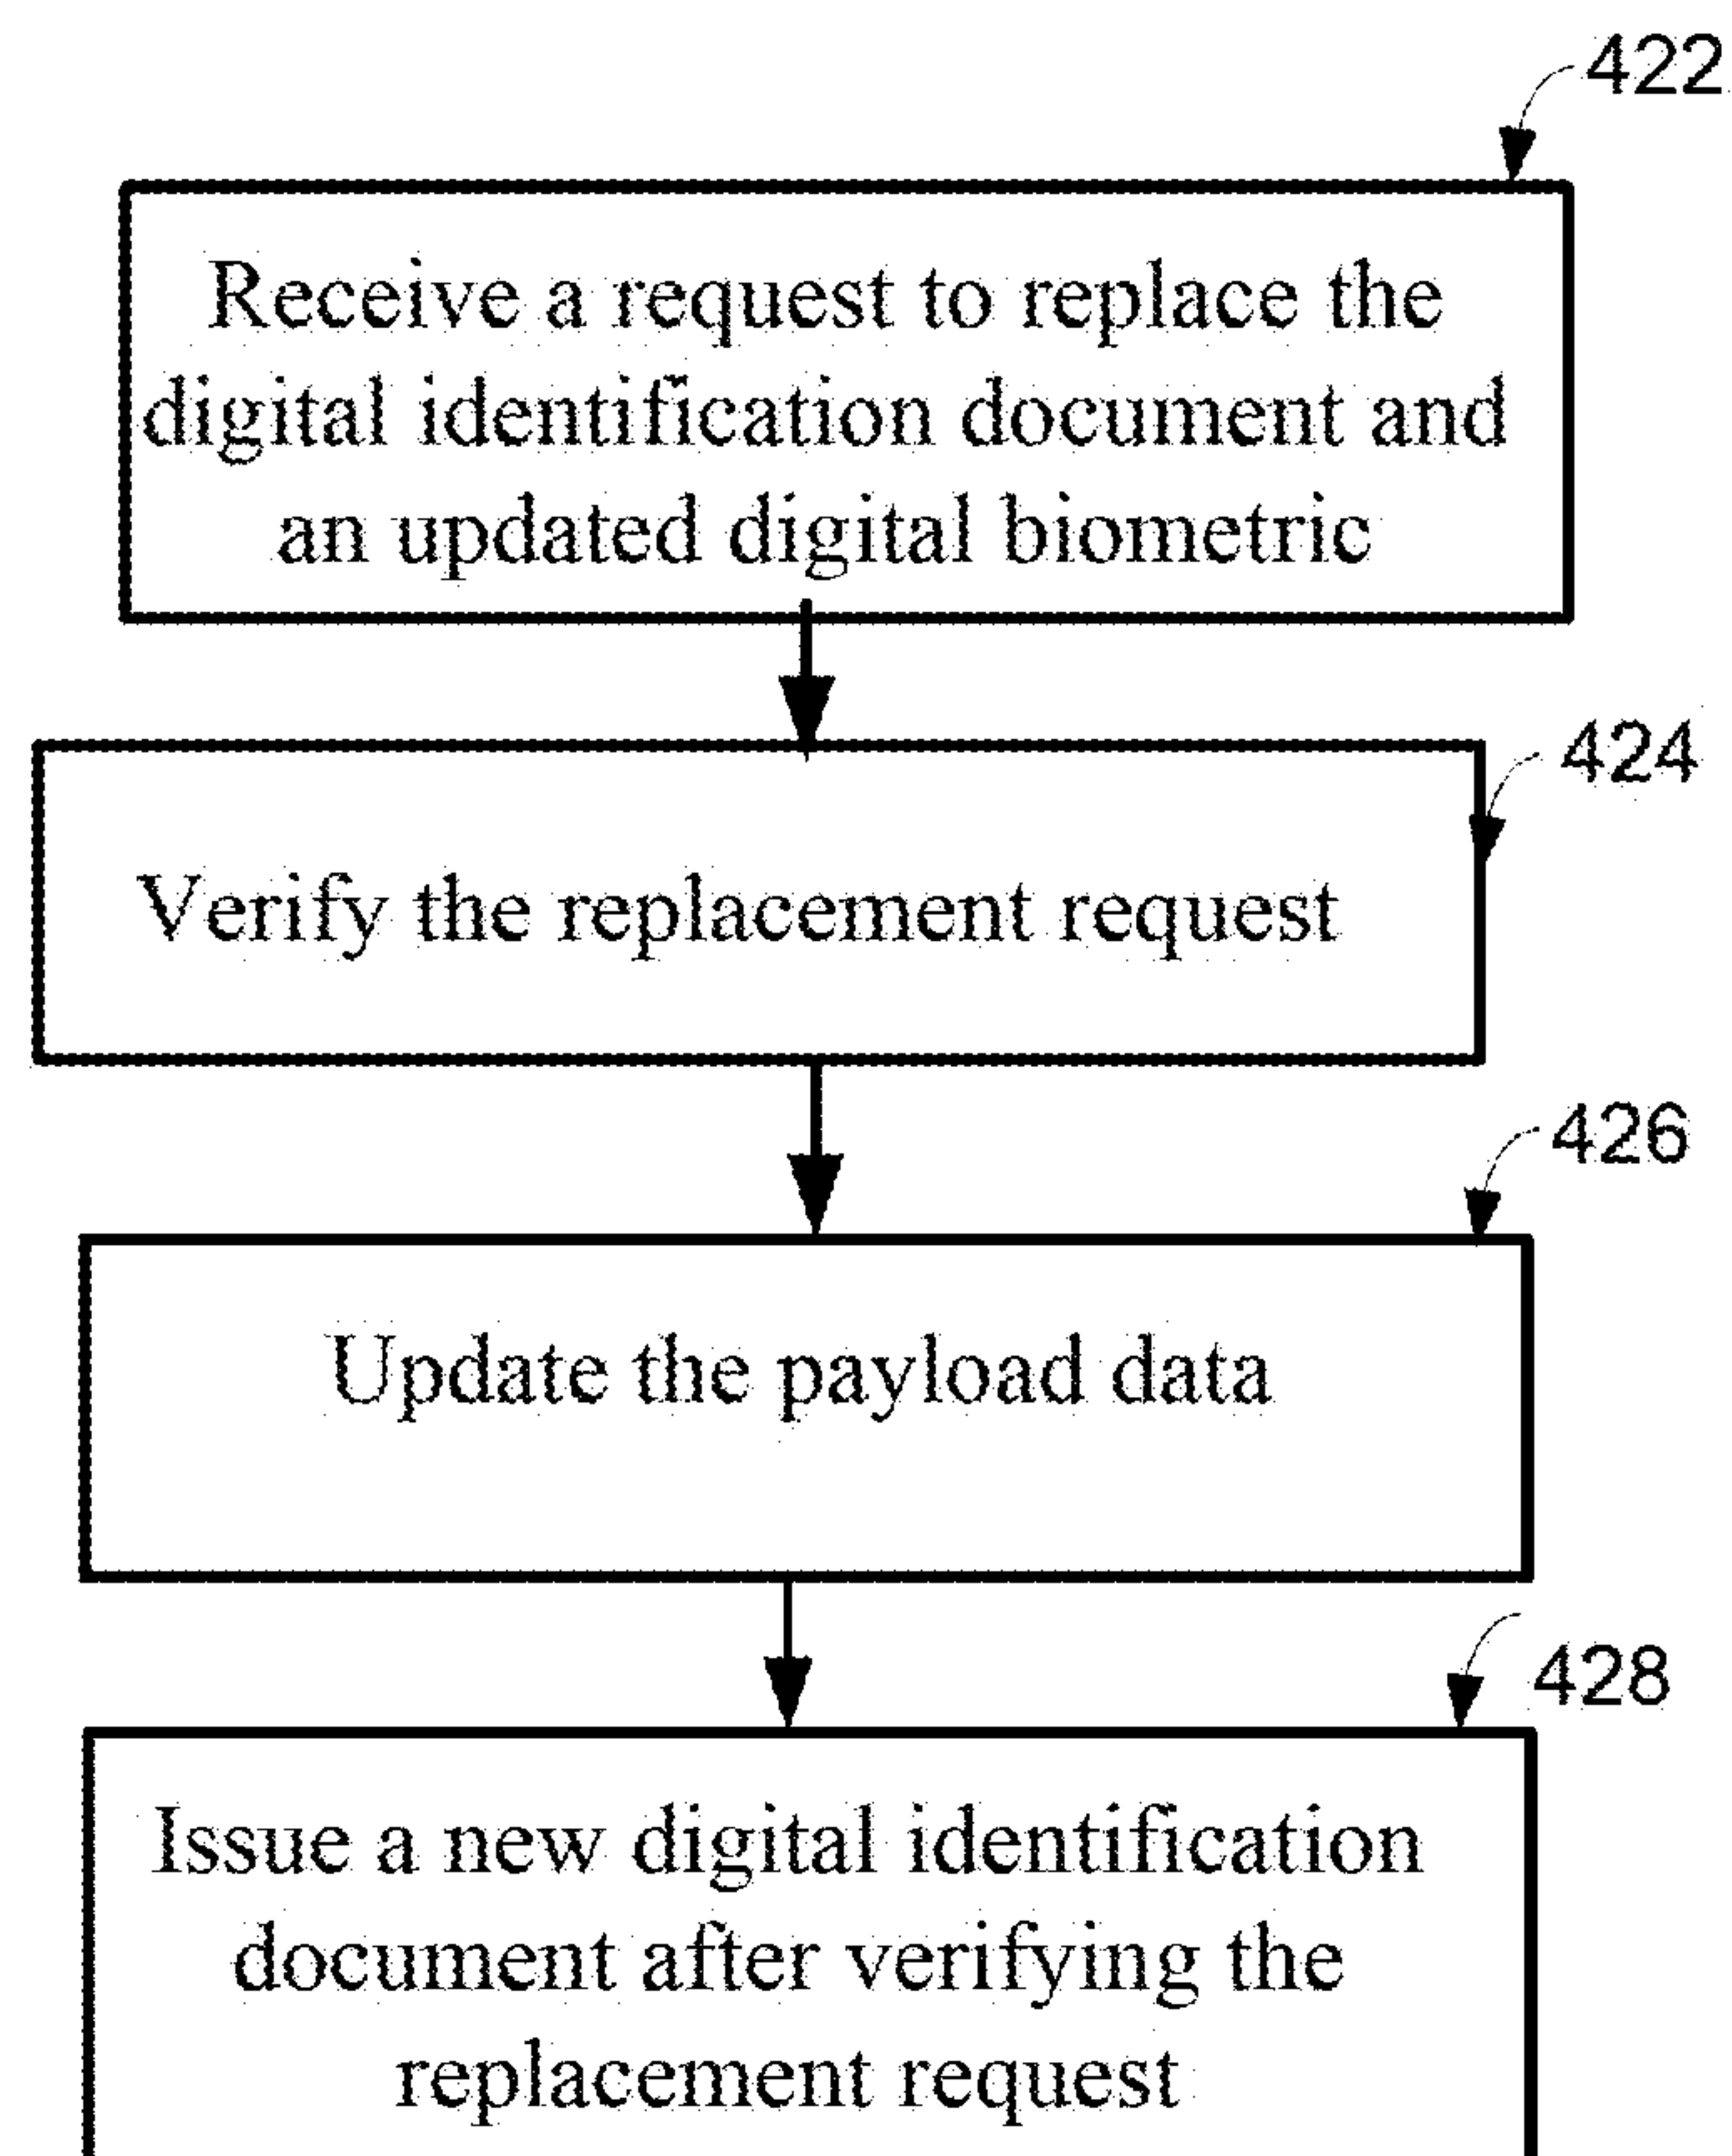 422
Receive a request to replace the
digital identification document and
an updated digital biometric
424
Verify the replacement request
426
Update the payload data
428
Issue a new digital identification
document after verifying the
replacement request